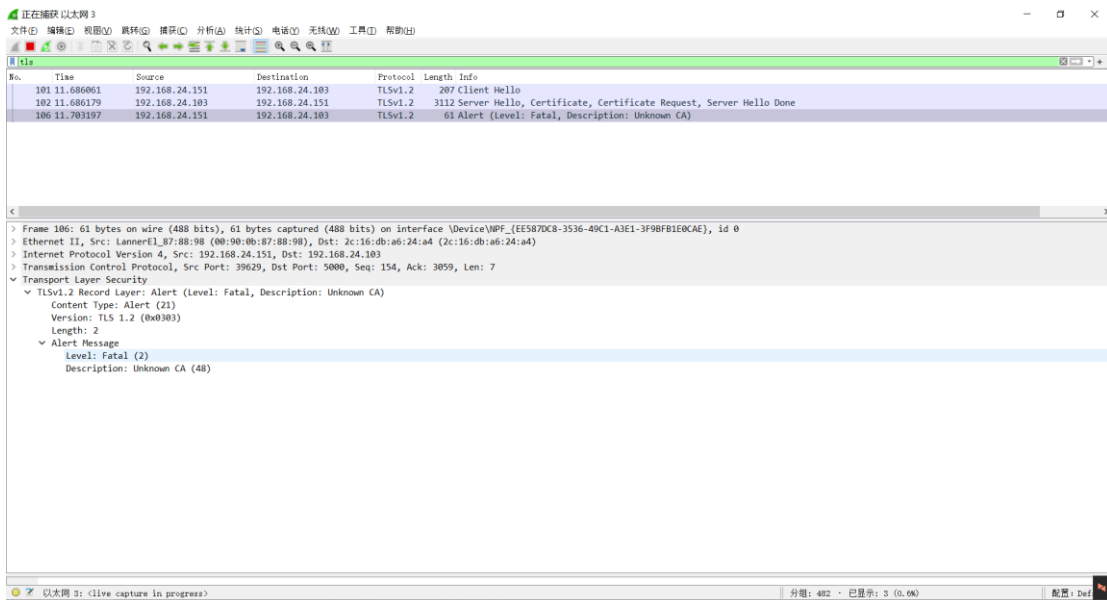 正在捕获 以太网 3
文件(F) 编辑(E) 视图(V) 跳转(G) 捕获(C) 分析(A) 统计(S) 电话(Y) 无线(W) 工具(T) 帮助(H)
tls
No. Time Source Destination Protocol Length Info
101 11.686061 192.168.24.151 192.168.24.103 TLSv1.2 207 Client Hello
102 11.686179 192.168.24.103 192.168.24.151 TLSv1.2 3112 Server Hello, Certificate, Certificate Request, Server Hello Done
106 11.703197 192.168.24.151 192.168.24.103 TLSv1.2 61 Alert (Level: Fatal, Description: Unknown CA)
Frame 106: 61 bytes on wire (488 bits), 61 bytes captured (488 bits) on interface \Device\NPF_{EE587DC8-3536-49C1-A3E1-3F9BFB1E0CAE}, id 0
Ethernet II, Src: LannerEl_87:88:98 (00:90:0b:87:88:98), Dst: 2c:16:db:a6:24:a4 (2c:16:db:a6:24:a4)
Internet Protocol Version 4, Src: 192.168.24.151, Dst: 192.168.24.103
Transmission Control Protocol, Src Port: 39629, Dst Port: 5000, Seq: 154, Ack: 3059, Len: 7
Transport Layer Security
TLSv1.2 Record Layer: Alert (Level: Fatal, Description: Unknown CA)
Content Type: Alert (21)
Version: TLS 1.2 (0x0303)
Length: 2
Alert Message
Level: Fatal (2)
Description: Unknown CA (48)
以太网 3: <live capture in progress> 分组: 482 · 已显示: 3 (0.6%) 配置: Def